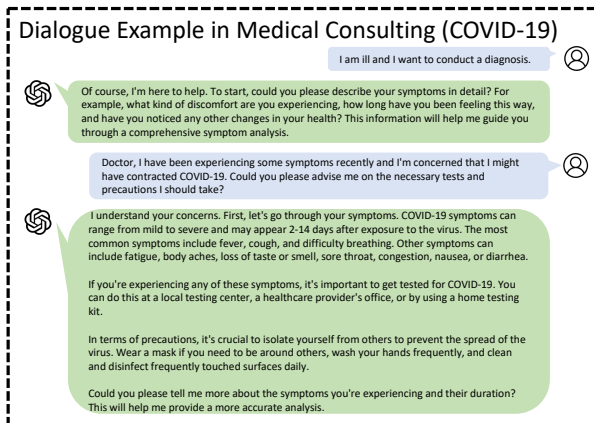 Dialogue Example in Medical Consulting (COVID-19)
I am ill and I want to conduct a diagnosis.
Of course, I'm here to help. To start, could you please describe your symptoms in detail? For
example, what kind of discomfort are you experiencing, how long have you been feeling this way,
and have you noticed any other changes in your health? This information will help me guide you
through a comprehensive symptom analysis.
Doctor, I have been experiencing some symptoms recently and I'm concerned that I might
have contracted COVID-19. Could you please advise me on the necessary tests and
precautions I should take?
I understand your concerns. First, let's go through your symptoms. COVID-19 symptoms can
range from mild to severe and may appear 2-14 days after exposure to the virus. The most
common symptoms include fever, cough, and difficulty breathing. Other symptoms can
include fatigue, body aches, loss of taste or smell, sore throat, congestion, nausea, or diarrhea.
If you're experiencing any of these symptoms, it's important to get tested for COVID-19. You
can do this at a local testing center, a healthcare provider's office, or by using a home testing
kit.
In terms of precautions, it's crucial to isolate yourself from others to prevent the spread of the
virus. Wear a mask if you need to be around others, wash your hands frequently, and clean
and disinfect frequently touched surfaces daily.
Could you please tell me more about the symptoms you're experiencing and their duration?
This will help me provide a more accurate analysis.